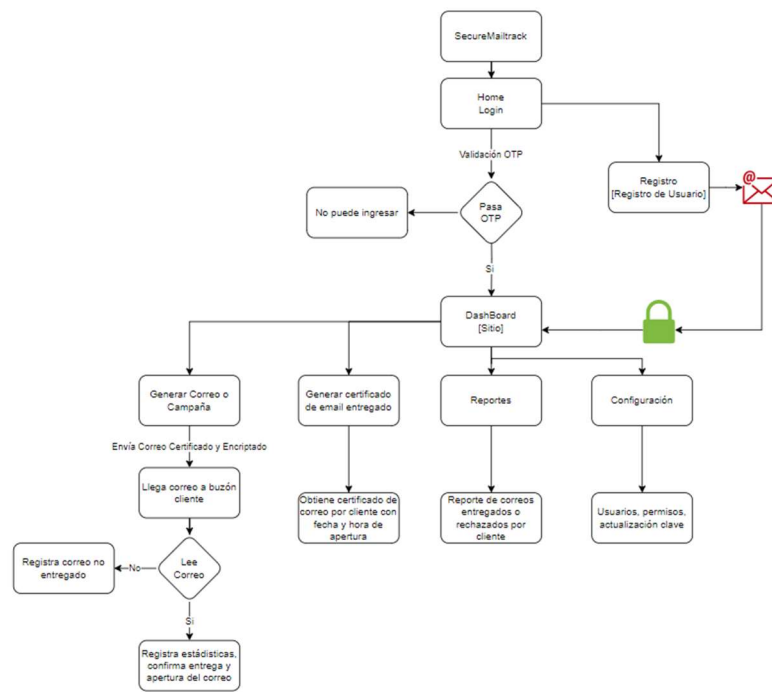 SecureMailtrack
Home
Login
Validación OTP
Registro
[Registro de Usuario]
@
No puede ingresar
Pasa
OTP
Si
DashBoard
[Sitio]
Generar Correo o
Campaña
Generar certificado
de email entregado
Reportes
Configuración
Envía Correo Certificado y Encriptado
Llega correo a buzón
cliente
Obtiene certificado de
correo por cliente con
fecha y hora de
apertura
Reporte de correos
entregados o
rechazados por
cliente
Usuarios, permisos,
actualización clave
Registra correo no
entregado
No
Lee
Correo
Si
Registra estádisticas,
confirma entrega y
apertura del correo